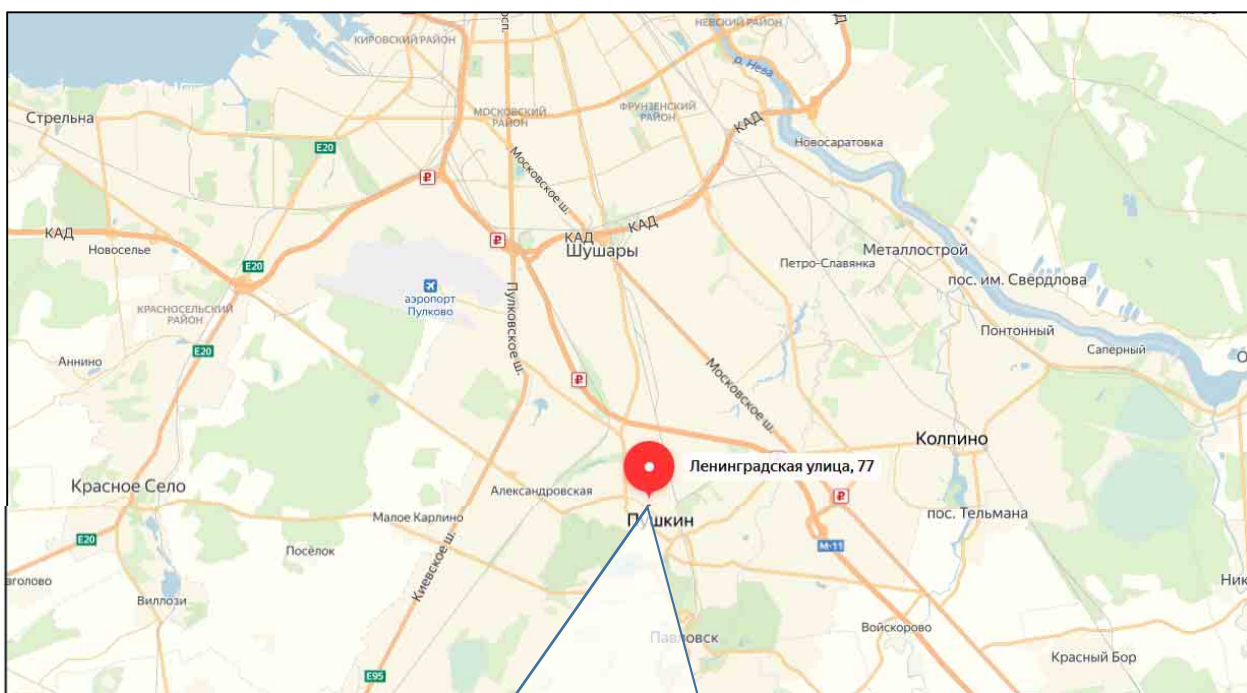 КАД
НЕВСКИЙ РАЙОН
просп.
КИРОВСКИЙ РАЙОН
р. Нева
МОСКОВСКИЙ
РАЙОН
ФРУНЗЕНСКИЙ
РАЙОН
КАД
Стрельна
E20
Новосаратовка
Московское ш.
₽
КАД
КАД
КАД
₽
Шушары
Новоселье
Металлострой
Петро-Славянка
E20
пос. им. Свердлова
аэропорт
Пулково
Пулковское ш.
КРАСНОСЕЛЬСКИЙ
РАЙОН
Понтонный
Саперный
E20
Аннино
₽
Московское ш.
Колпино
Ленинградская улица, 77
Красное Село
Александровская
₽
Малое Карлино
Пушкин
пос. Тельмана
E20
М-11
Посёлок
Киевское ш.
Виллози
Павловск
Войскорово
Красный Бор
E95